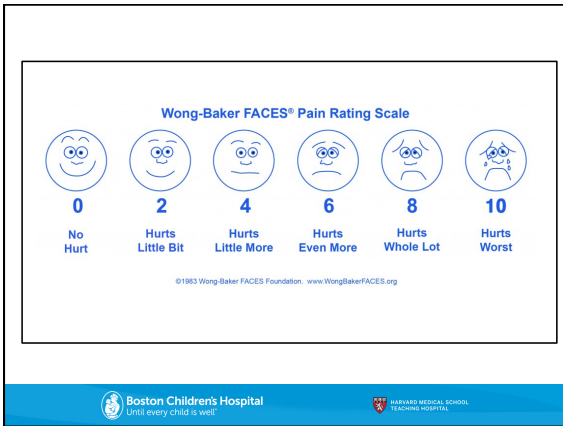 Wong-Baker FACES® Pain Rating Scale
0 2 4 6 8 10
No Hurts Hurts Hurts Hurts Hurts
Hurt Little Bit Little More Even More Whole Lot Worst
©1983 Wong-Baker FACES Foundation. www.WongBakerFACES.org
Boston Children's Hospital
Until every child is well™
HARVARD MEDICAL SCHOOL
TEACHING HOSPITAL